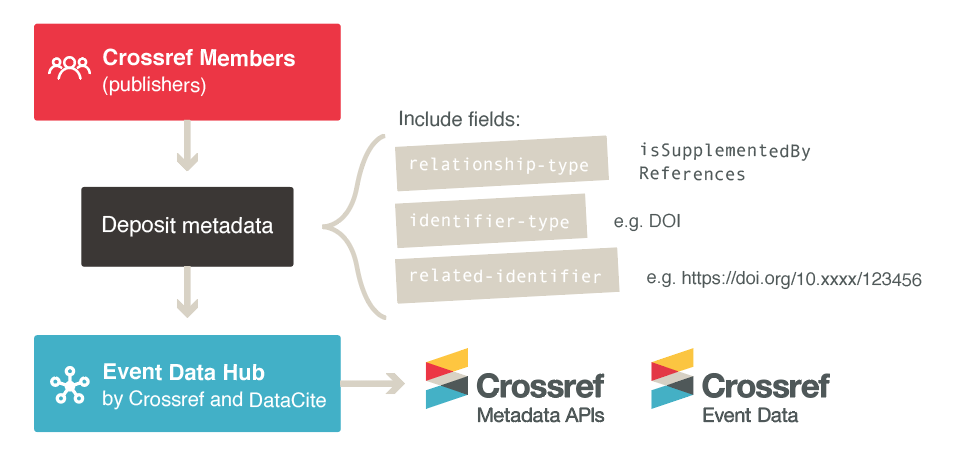 Crossref Members
(publishers)
Include fields:
relationship-type
isSupplementedBy
References
Deposit metadata
identifier-type
e.g. DOI
related-identifier
e.g. https://doi.org/10.xxxx/123456
Event Data Hub
by Crossref and DataCite
Crossref
Metadata APIs
Crossref
Event Data